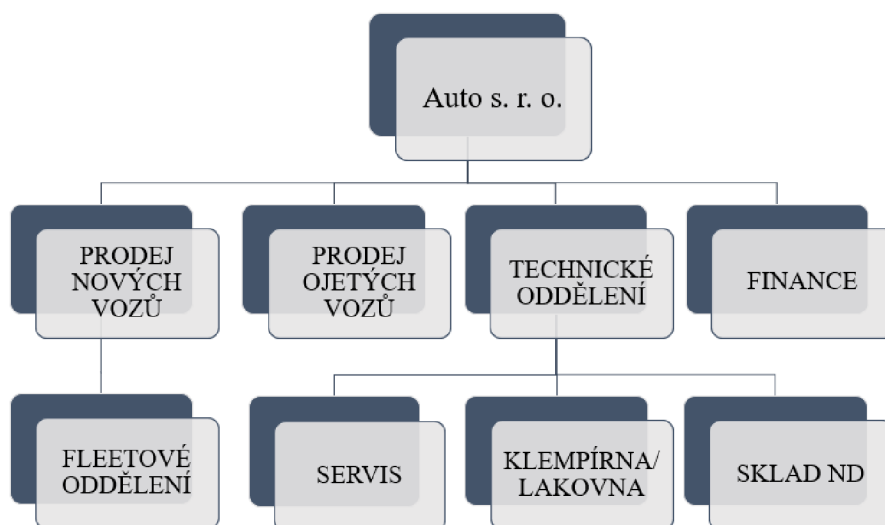 Auto s. r. o.
PRODEJ
NOVÝCH
VOZŮ
PRODEJ
OJETÝCH
VOZŮ
TECHNICKÉ
ODDĚLENÍ
FINANCE
FLEETOVÉ
ODDĚLENÍ
SERVIS
KLEMPÍRNA/
LAKOVNA
SKLAD ND